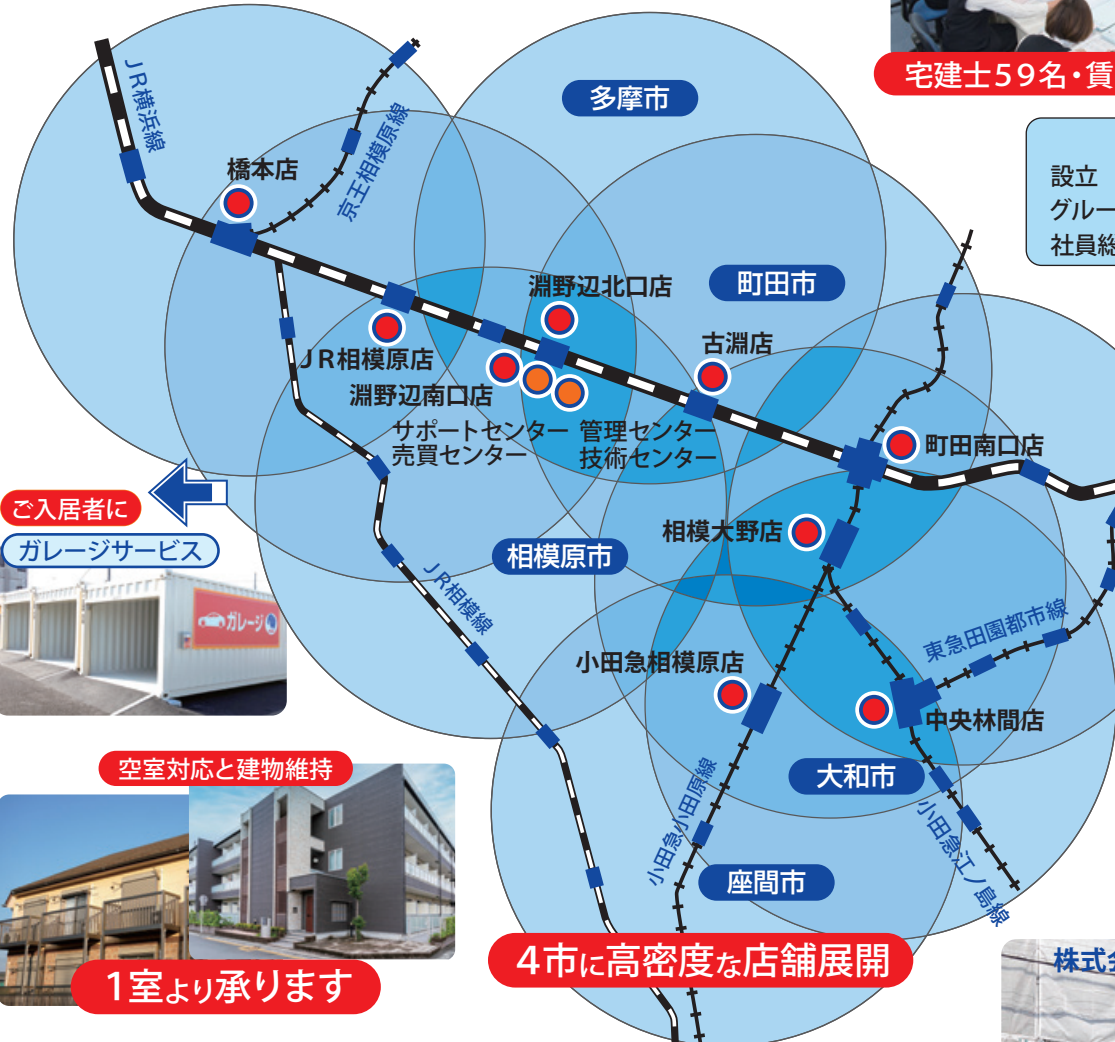 宅建士59名・賃
多摩市
設立
グルー
社員総
JR横浜線
京王相模原線
橋本店
淵野辺北口店
町田市
JR相模原店
古淵店
淵野辺南口店
サポートセンター
売買センター
管理センター
技術センター
町田南口店
ご入居者に
ガレージサービス
ガレージ
相模大野店
相模原市
JR相模線
東急田園都市線
小田急相模原店
中央林間店
大和市
空室対応と建物維持
小田急小田原線
小田急江ノ島線
座間市
4市に高密度な店舗展開
1室より承ります
株式会